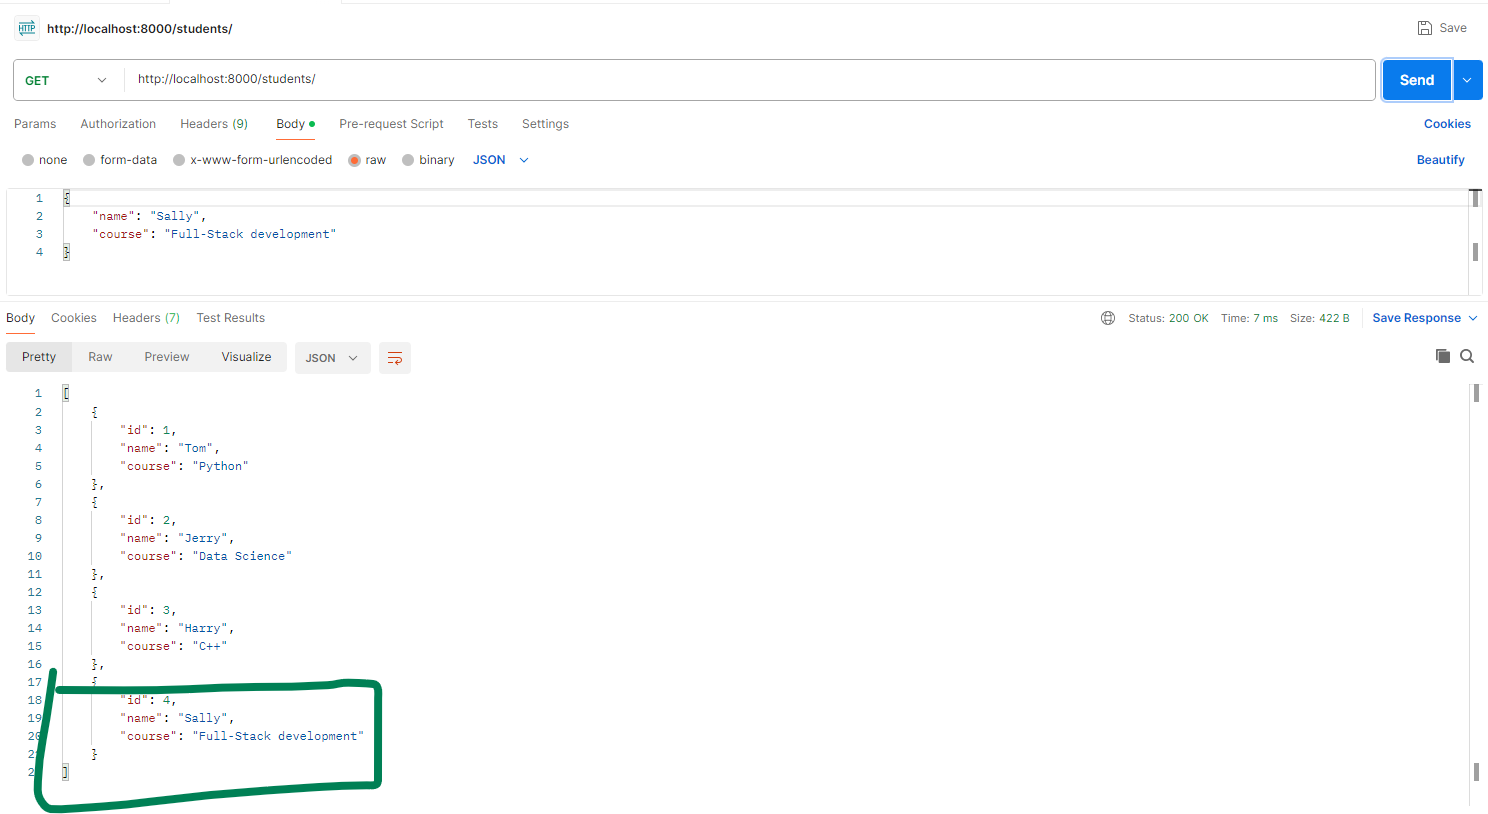 HTTP http://localhost:8000/students/ Save
GET http://localhost:8000/students/ Send
Params Authorization Headers (9) Body Pre-request Script Tests Settings Cookies
none form-data x-www-form-urlencoded raw binary JSON Beautify
1 {
2 "name": "Sally",
3 "course": "Full-Stack development"
4 }
Body Cookies Headers (7) Test Results Status: 200 OK Time: 7 ms Size: 422 B Save Response
Pretty Raw Preview Visualize JSON
1 [
2 {
3 "id": 1,
4 "name": "Tom",
5 "course": "Python"
6 },
7 {
8 "id": 2,
9 "name": "Jerry",
10 "course": "Data Science"
11 },
12 {
13 "id": 3,
14 "name": "Harry",
15 "course": "C++"
16 },
17 {
18 "id": 4,
19 "name": "Sally",
20 "course": "Full-Stack development"
}
]